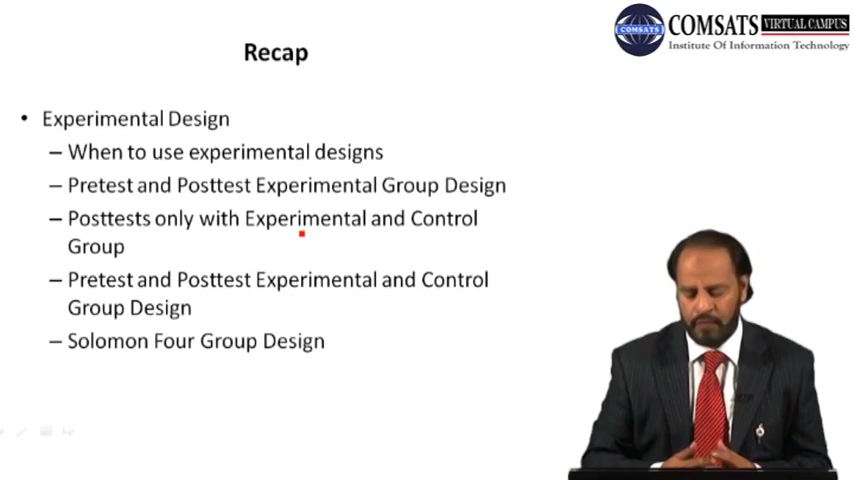 COMSATS VIRTUAL CAMPUS
COMSATS
Institute Of Information Technology
Recap
• Experimental Design
– When to use experimental designs
– Pretest and Posttest Experimental Group Design
– Posttests only with Experimental and Control
Group
– Pretest and Posttest Experimental and Control
Group Design
– Solomon Four Group Design